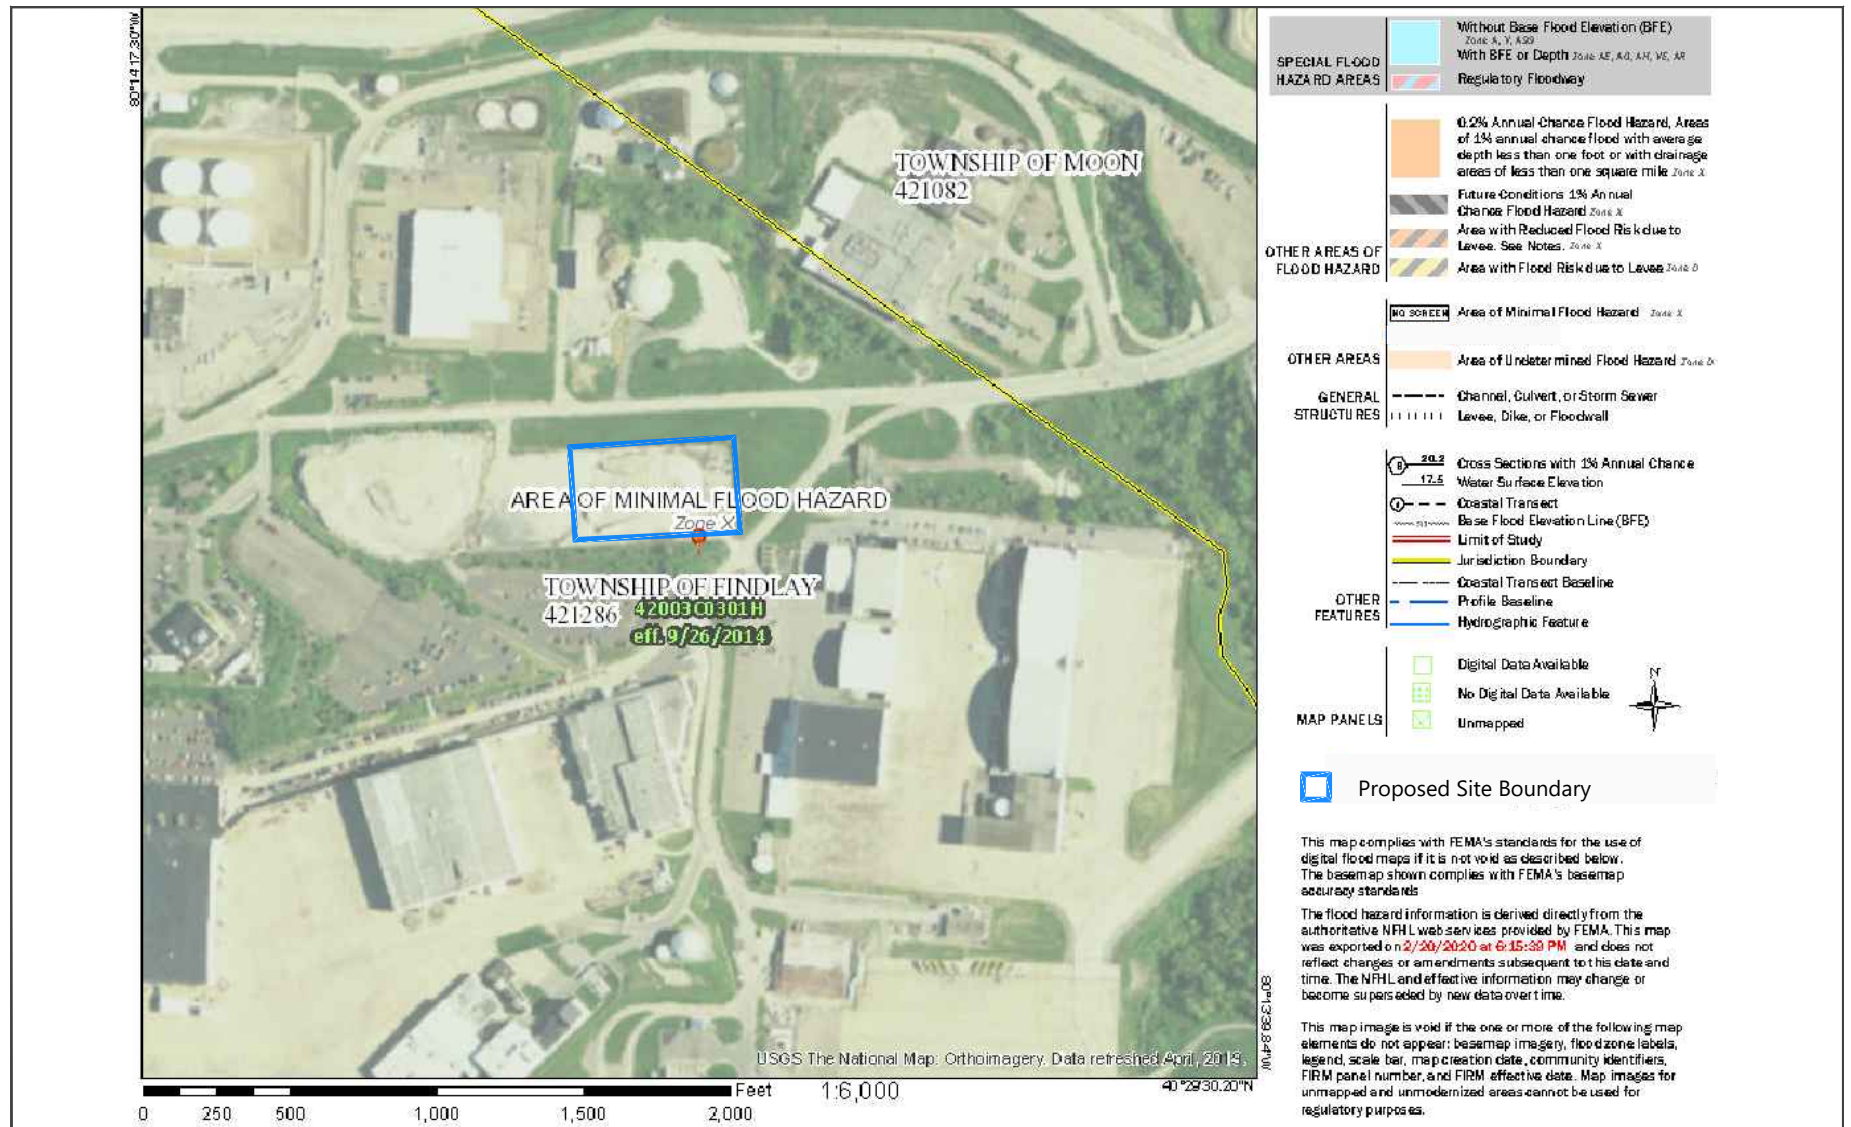 80°14'17.30"W
TOWNSHIP OF MOON
421082
AREA OF MINIMAL FLOOD HAZARD
Zone X
TOWNSHIP OF FINDLAY
421286
42003C0301H
eff. 9/26/2014
USGS The National Map: Orthoimagery. Data refreshed April, 2019.
80°13'39.84"W
40°29'30.20"N
Feet
1:6,000
0
250
500
1,000
1,500
2,000
SPECIAL FLOOD
HAZARD AREAS
Without Base Flood Elevation (BFE)
Zone A, V, A99
With BFE or Depth Zone AE, AO, AH, VE, AR
Regulatory Floodway
OTHER AREAS OF
FLOOD HAZARD
0.2% Annual Chance Flood Hazard, Areas
of 1% annual chance flood with average
depth less than one foot or with drainage
areas of less than one square mile Zone X
Future Conditions 1% Annual
Chance Flood Hazard Zone X
Area with Reduced Flood Risk due to
Levee. See Notes. Zone X
Area with Flood Risk due to Levee Zone D
OTHER AREAS
NO SCREEN
Area of Minimal Flood Hazard Zone X
Area of Undetermined Flood Hazard Zone D
GENERAL
STRUCTURES
Channel, Culvert, or Storm Sewer
Levee, Dike, or Floodwall
OTHER
FEATURES
B
20.2
Cross Sections with 1% Annual Chance
17.5
Water Surface Elevation
Coastal Transect
Base Flood Elevation Line (BFE)
Limit of Study
Jurisdiction Boundary
Coastal Transect Baseline
Profile Baseline
Hydrographic Feature
MAP PANELS
Digital Data Available
No Digital Data Available
Unmapped
N
Proposed Site Boundary
This map complies with FEMA's standards for the use of
digital flood maps if it is not void as described below.
The basemap shown complies with FEMA's basemap
accuracy standards
The flood hazard information is derived directly from the
authoritative NFHL web services provided by FEMA. This map
was exported on 2/20/2020 at 6:15:39 PM and does not
reflect changes or amendments subsequent to this date and
time. The NFHL and effective information may change or
become superseded by new data over time.
This map image is void if the one or more of the following map
elements do not appear: basemap imagery, flood zone labels,
legend, scale bar, map creation date, community identifiers,
FIRM panel number, and FIRM effective date. Map images for
unmapped and unmodernized areas cannot be used for
regulatory purposes.